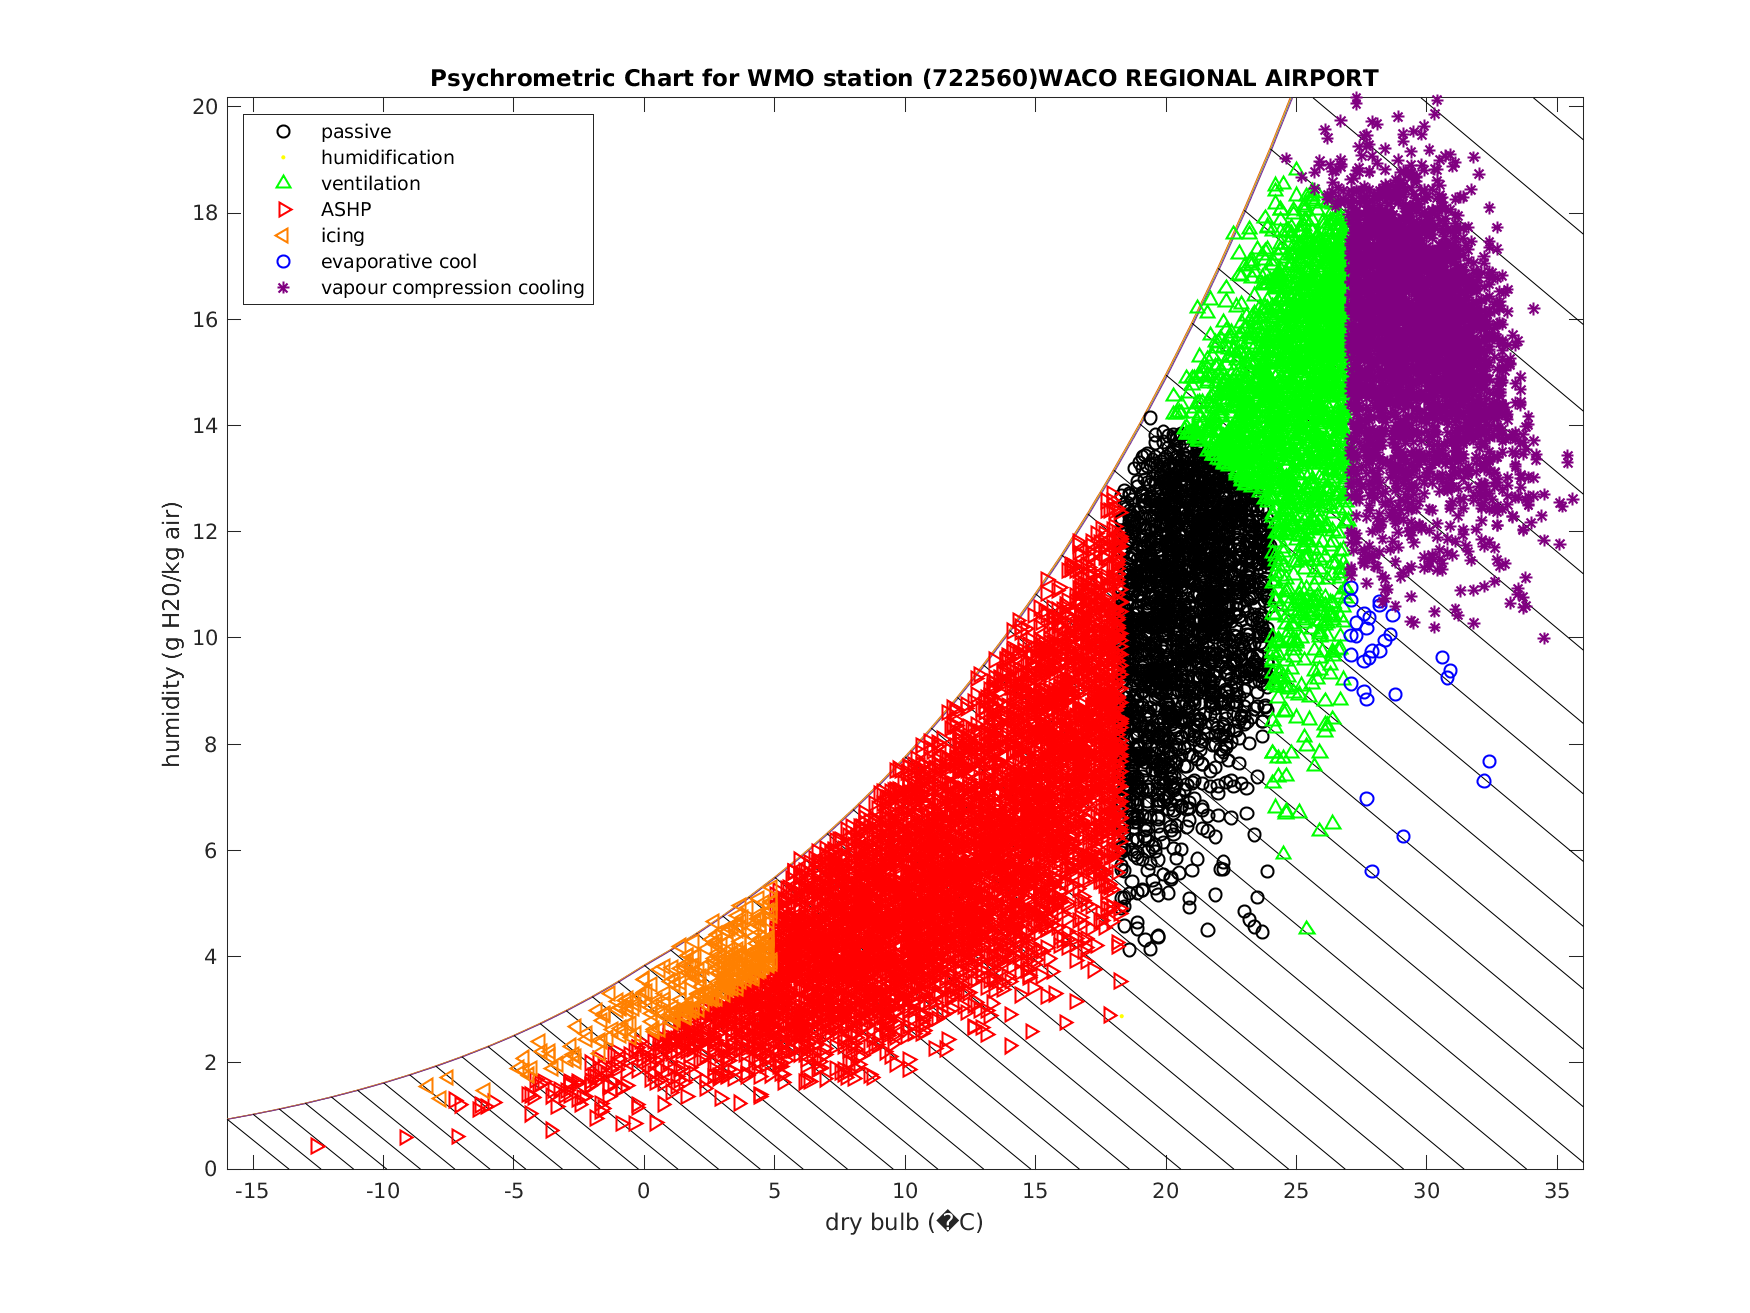 Psychrometric Chart for WMO station (722560)WACO REGIONAL AIRPORT
passive
humidification
ventilation
ASHP
icing
evaporative cool
vapour compression cooling
humidity (g H20/kg air)
20
18
16
14
12
10
8
6
4
2
0
-15 -10 -5 0 5 10 15 20 25 30 35
dry bulb (�C)